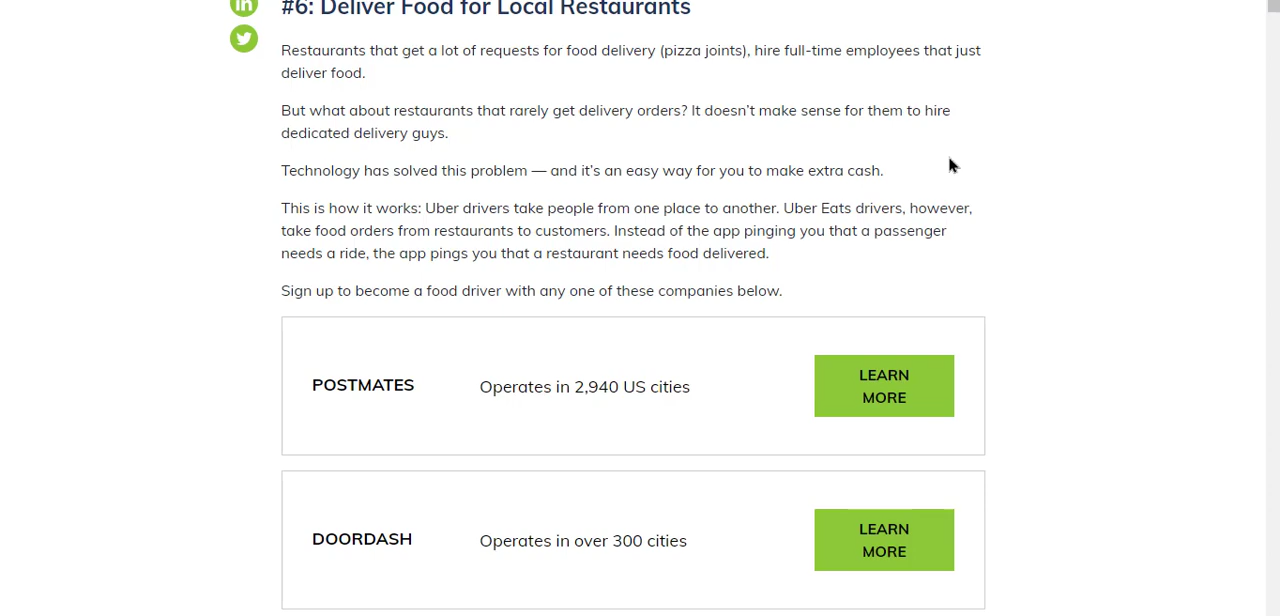 in
#6: Deliver Food for Local Restaurants
Restaurants that get a lot of requests for food delivery (pizza joints), hire full-time employees that just
deliver food.
But what about restaurants that rarely get delivery orders? It doesn’t make sense for them to hire
dedicated delivery guys.
Technology has solved this problem — and it’s an easy way for you to make extra cash.
This is how it works: Uber drivers take people from one place to another. Uber Eats drivers, however,
take food orders from restaurants to customers. Instead of the app pinging you that a passenger
needs a ride, the app pings you that a restaurant needs food delivered.
Sign up to become a food driver with any one of these companies below.
POSTMATES
Operates in 2,940 US cities
LEARN
MORE
DOORDASH
Operates in over 300 cities
LEARN
MORE